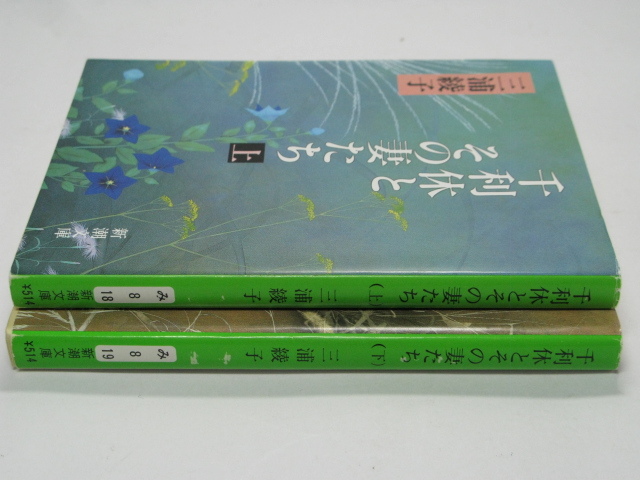 三浦綾子
千利休と
その妻たち
上
新潮文庫
千利休とその妻たち(上) 三浦綾子
み
8
18
新潮文庫
¥514
千利休とその妻たち(下) 三浦綾子
み
8
19
新潮文庫
¥514